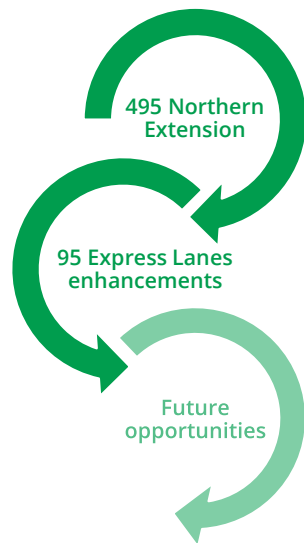 495 Northern
Extension
95 Express Lanes
enhancements
Future
opportunities